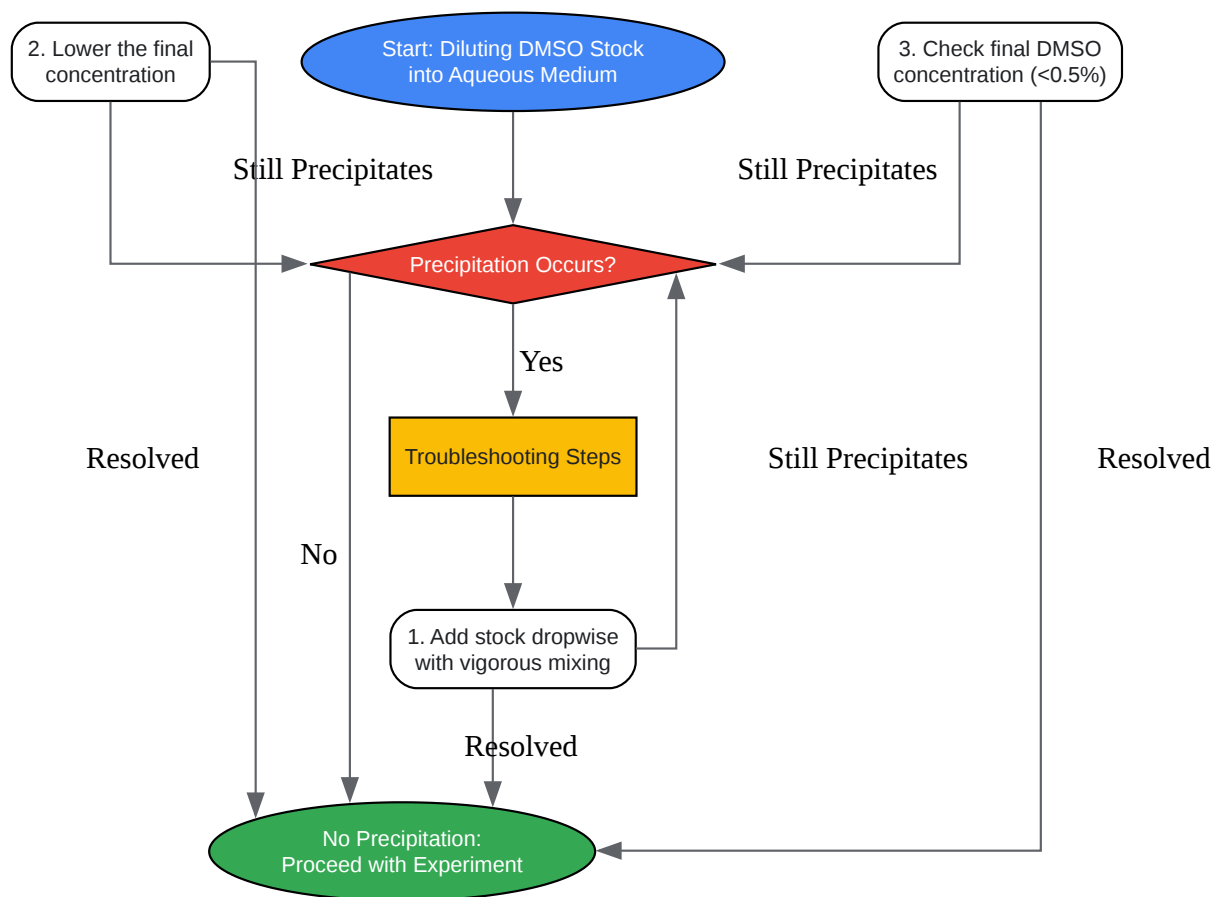 2. Lower the final
concentration
Start: Diluting DMSO Stock
into Aqueous Medium
3. Check final DMSO
concentration (<0.5%)
Still Precipitates
Still Precipitates
Precipitation Occurs?
Yes
Troubleshooting Steps
Resolved
Still Precipitates
Resolved
No
1. Add stock dropwise
with vigorous mixing
Resolved
No Precipitation:
Proceed with Experiment